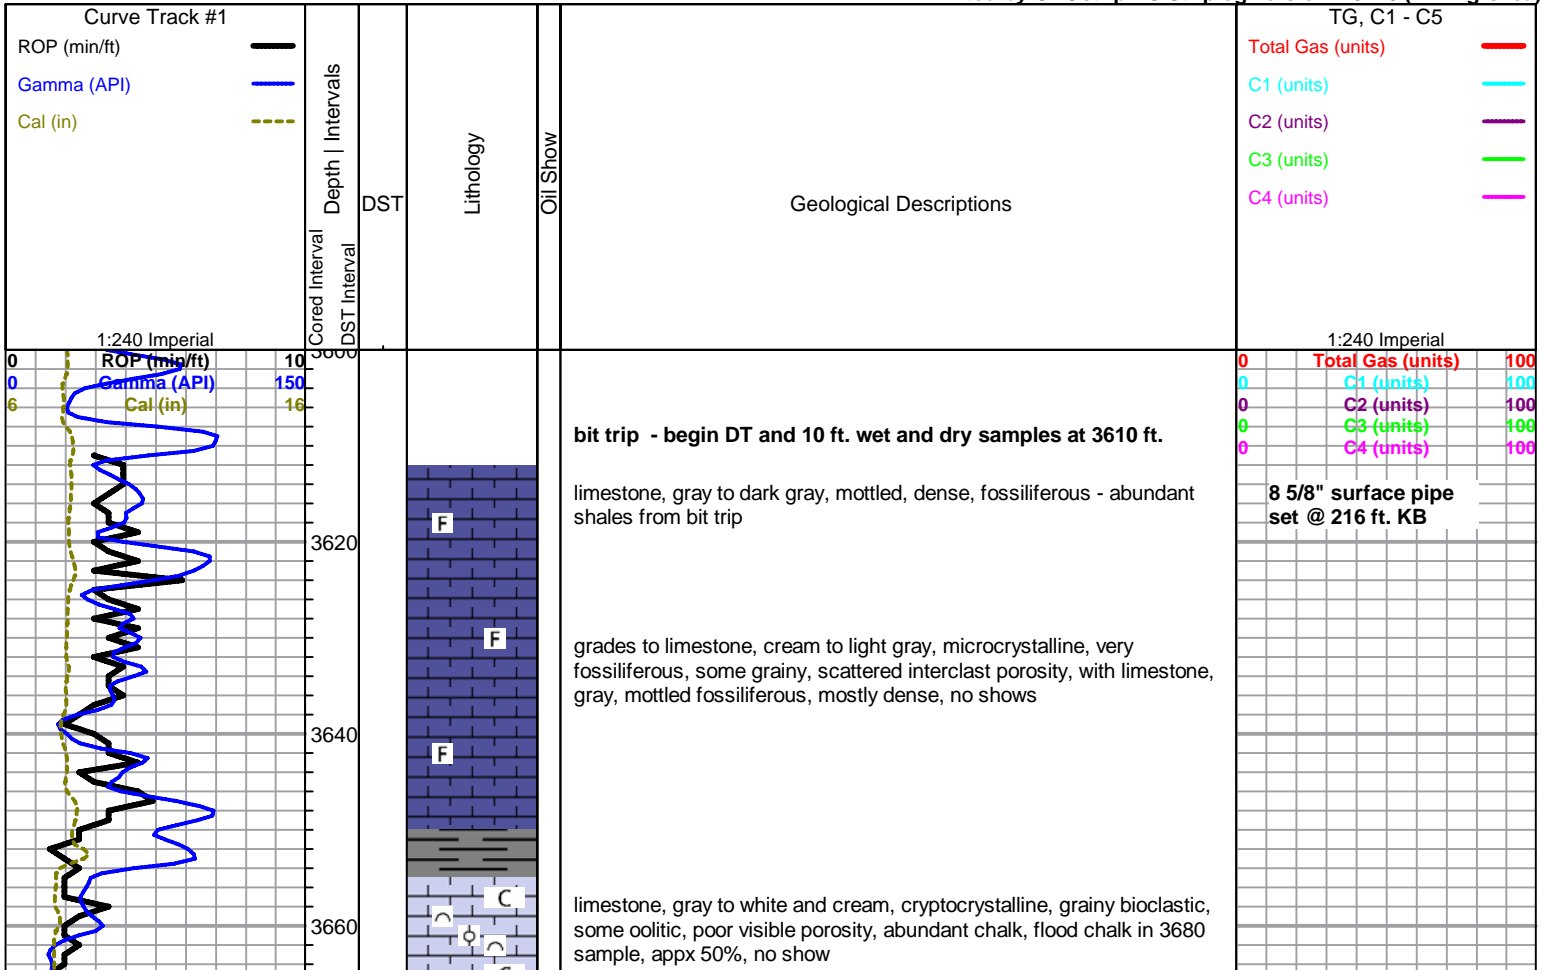 Curve Track #1
ROP (min/ft)
Gamma (API)
Cal (in)
1:240 Imperial
Depth | Intervals
Cored Interval
DST Interval
DST
Lithology
Oil Show
Geological Descriptions
TG, C1 - C5
Total Gas (units)
C1 (units)
C2 (units)
C3 (units)
C4 (units)
1:240 Imperial
0 ROP (min/ft) 10
0 Gamma (API) 150
6 Cal (in) 16
3600
0 Total Gas (units) 100
0 C1 (units) 100
0 C2 (units) 100
0 C3 (units) 100
0 C4 (units) 100
bit trip - begin DT and 10 ft. wet and dry samples at 3610 ft.
limestone, gray to dark gray, mottled, dense, fossiliferous - abundant
shales from bit trip
8 5/8" surface pipe
set @ 216 ft. KB
F
3620
F
grades to limestone, cream to light gray, microcrystalline, very
fossiliferous, some grainy, scattered interclast porosity, with limestone,
gray, mottled fossiliferous, mostly dense, no shows
3640
F
C
limestone, gray to white and cream, cryptocrystalline, grainy bioclastic,
some oolitic, poor visible porosity, abundant chalk, flood chalk in 3680
sample, appx 50%, no show
3660